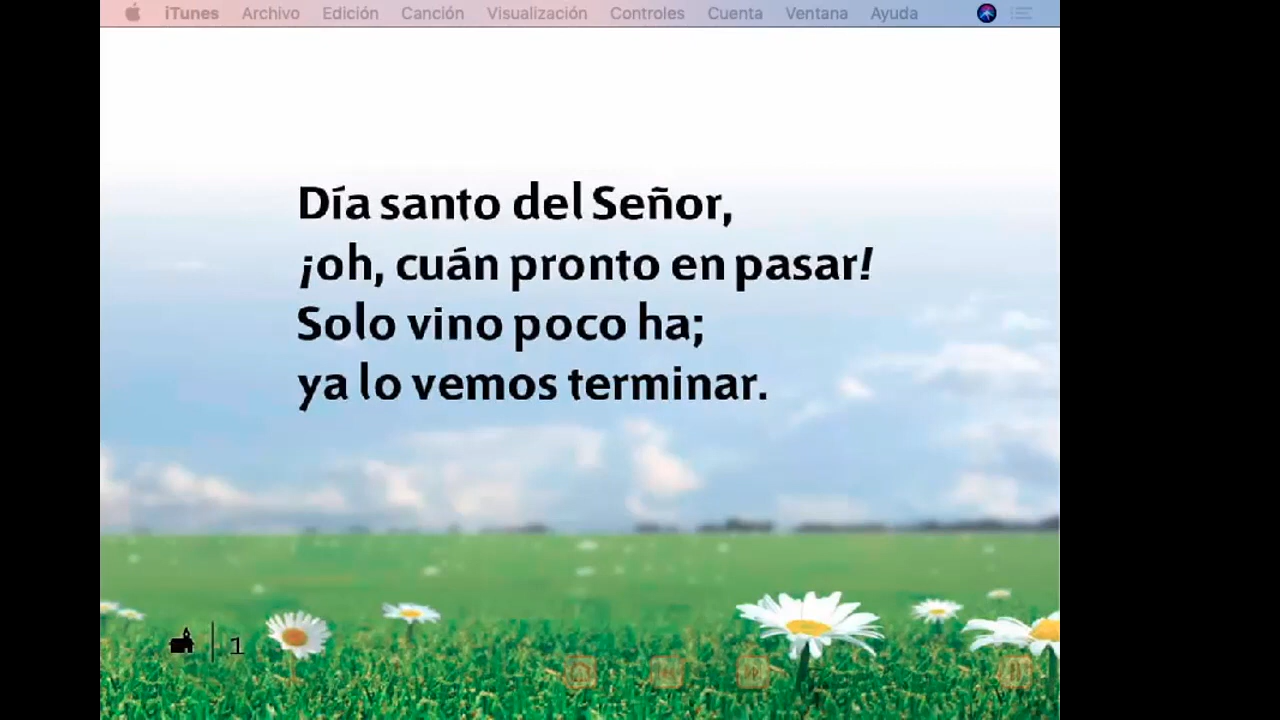 iTunes Archivo Edición Canción Visualización Controles Cuenta Ventana Ayuda
Día santo del Señor,
¡oh, cuán pronto en pasar!
Solo vino poco ha;
ya lo vemos terminar.
1